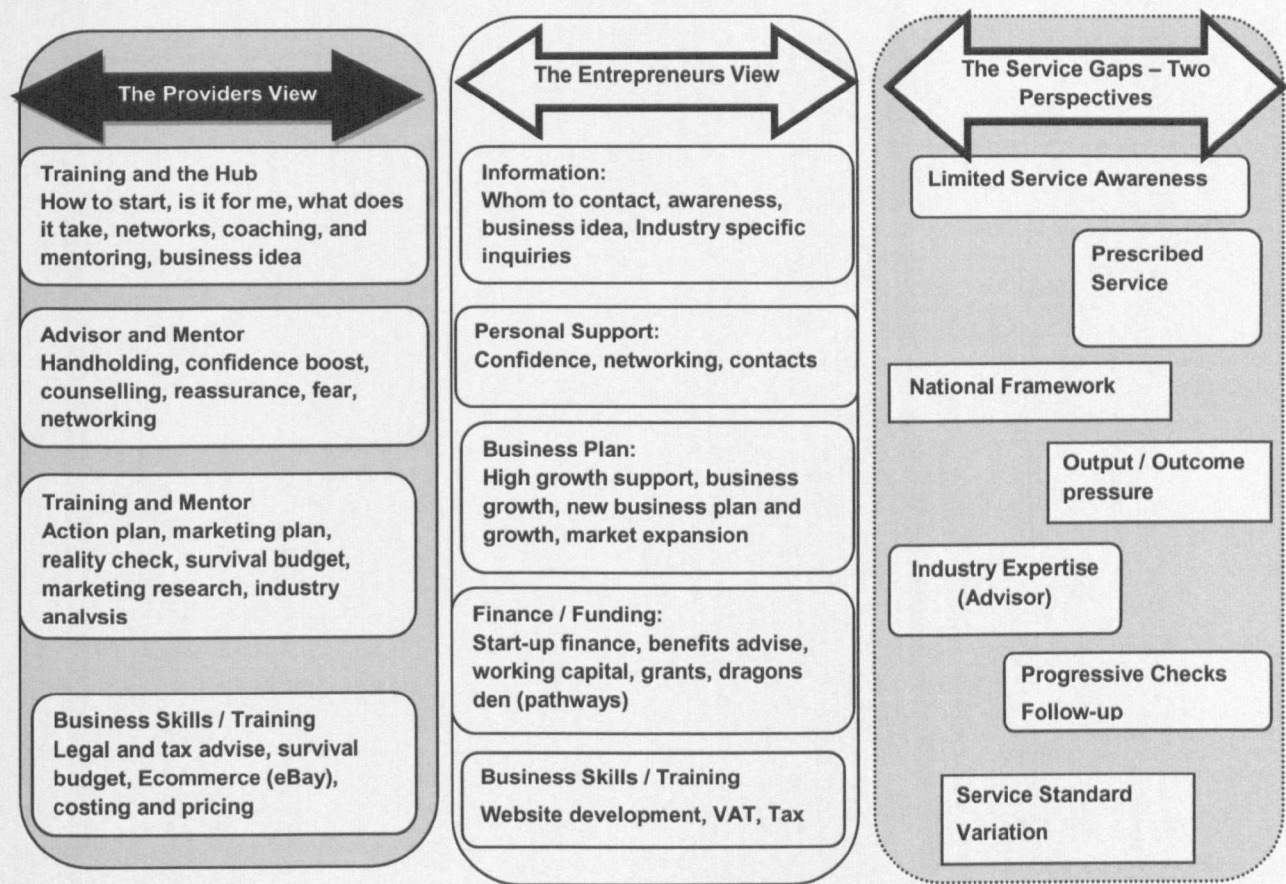 The Providers View
Training and the Hub
How to start, is it for me, what does
it take, networks, coaching, and
mentoring, business idea
Advisor and Mentor
Handholding, confidence boost,
counselling, reassurance, fear,
networking
Training and Mentor
Action plan, marketing plan,
reality check, survival budget,
marketing research, industry
analysis
Business Skills / Training
Legal and tax advise, survival
budget, Ecommerce (eBay),
costing and pricing
The Entrepreneurs View
Information:
Whom to contact, awareness,
business idea, Industry specific
inquiries
Personal Support:
Confidence, networking, contacts
Business Plan:
High growth support, business
growth, new business plan and
growth, market expansion
Finance / Funding:
Start-up finance, benefits advise,
working capital, grants, dragons
den (pathways)
Business Skills / Training
Website development, VAT, Tax
The Service Gaps – Two
Perspectives
Limited Service Awareness
Prescribed
Service
National Framework
Output / Outcome
pressure
Industry Expertise
(Advisor)
Progressive Checks
Follow-up
Service Standard
Variation